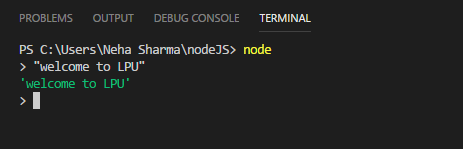 PROBLEMS OUTPUT DEBUG CONSOLE TERMINAL
PS C:\Users\Neha Sharma\nodeJS> node
> "welcome to LPU"
'welcome to LPU'
>